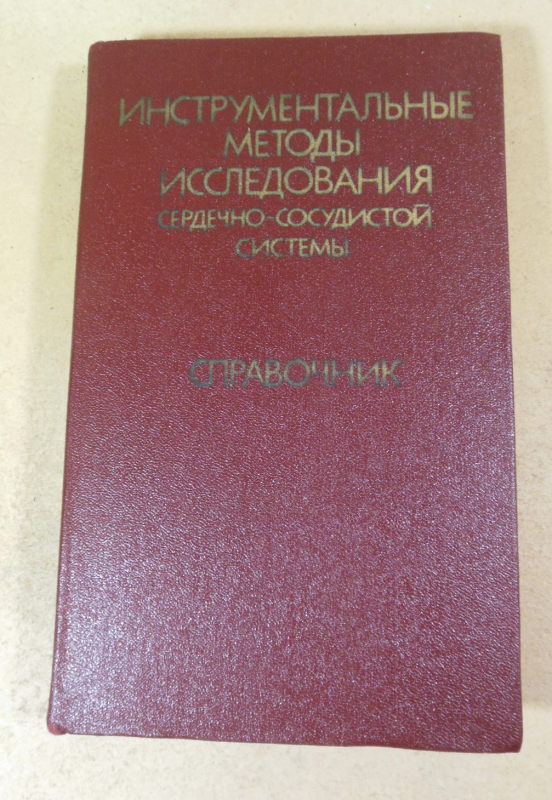 ИНСТРУМЕНТАЛЬНЫЕ
МЕТОДЫ
ИССЛЕДОВАНИЯ
СЕРДЕЧНО-СОСУДИСТОЙ
СИСТЕМЫ
СПРАВОЧНИК